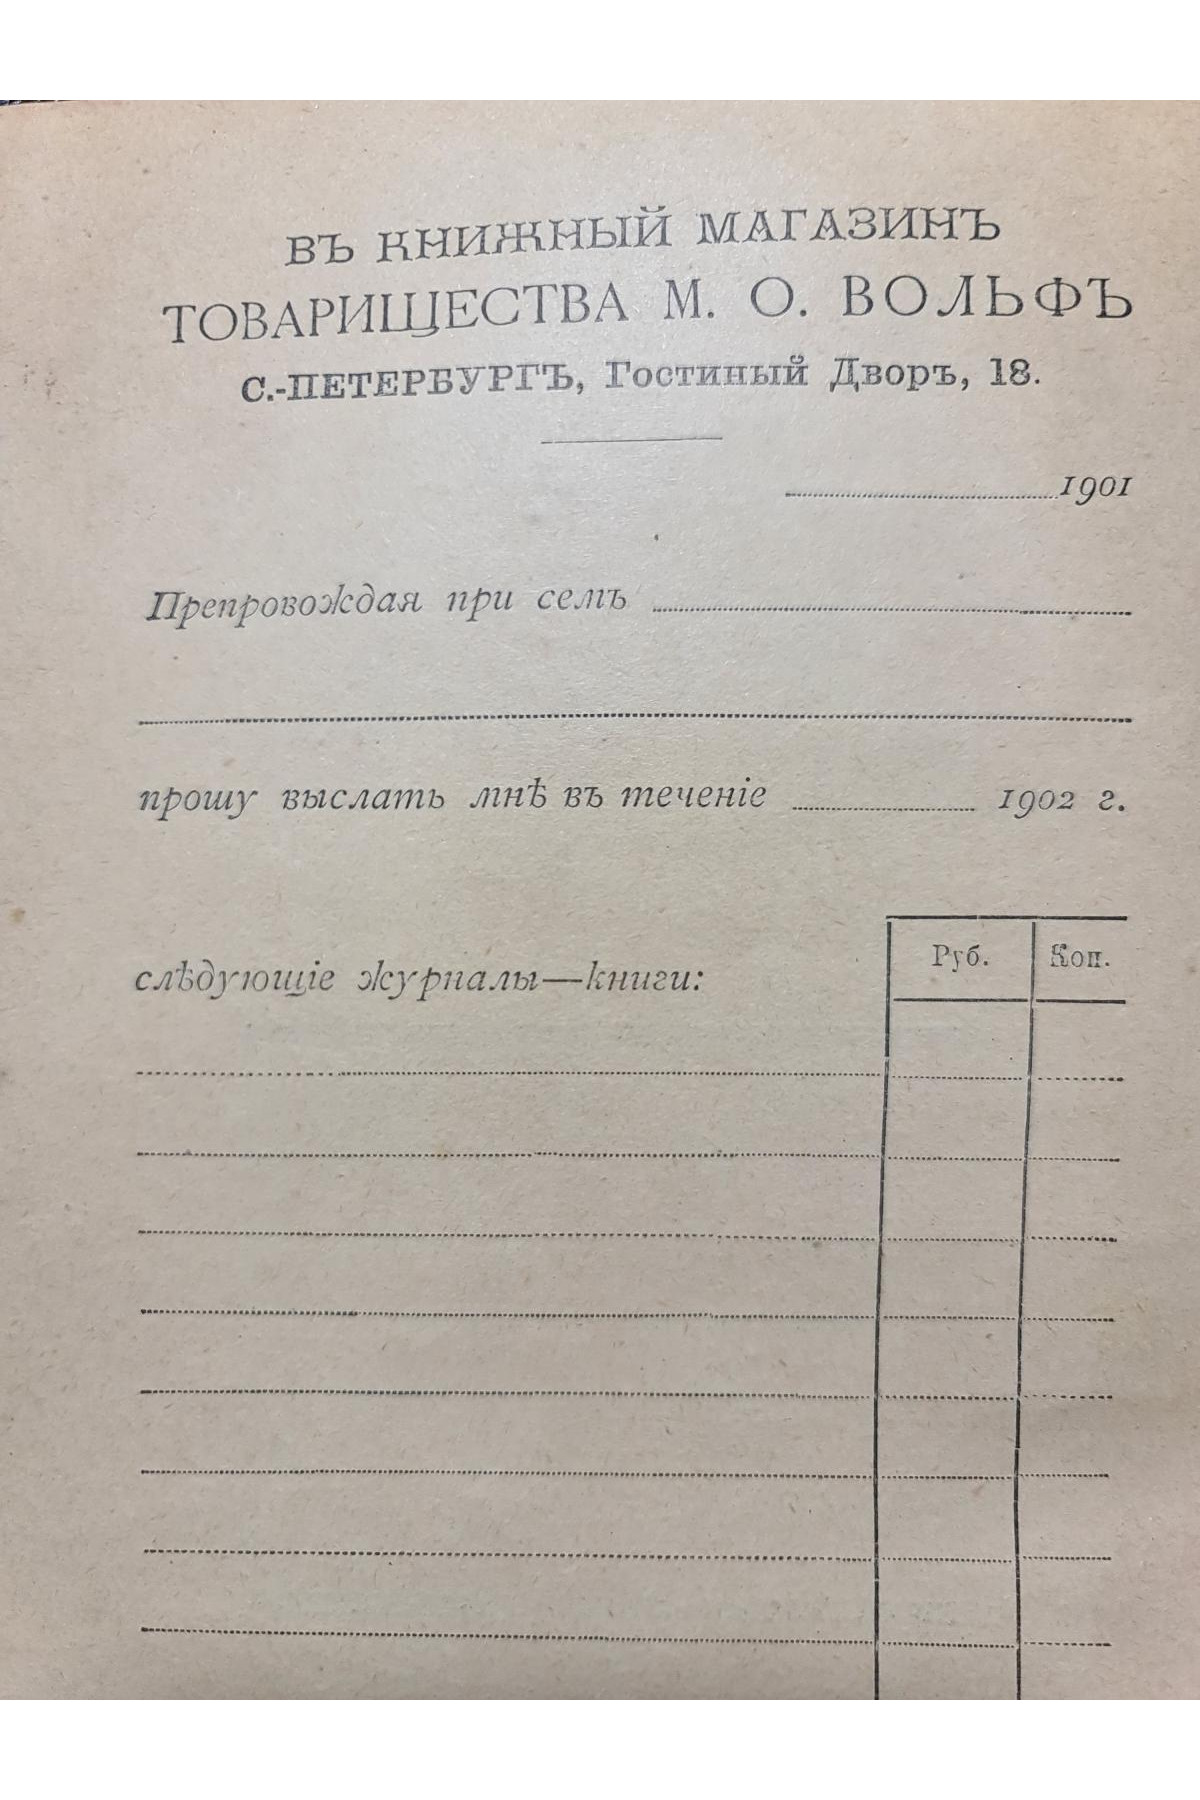 ВЪ КНИЖНЫЙ МАГАЗИНЪ
ТОВАРИЩЕСТВА М. О. ВОЛЬФЪ
С.-ПЕТЕРБУРГЪ, Гостиный Дворъ, 18.
1901
Препровождая при семъ
прошу выслать мнѣ въ теченіе 1902 г.
Руб. Коп.
слѣдующіе журналы—книги: